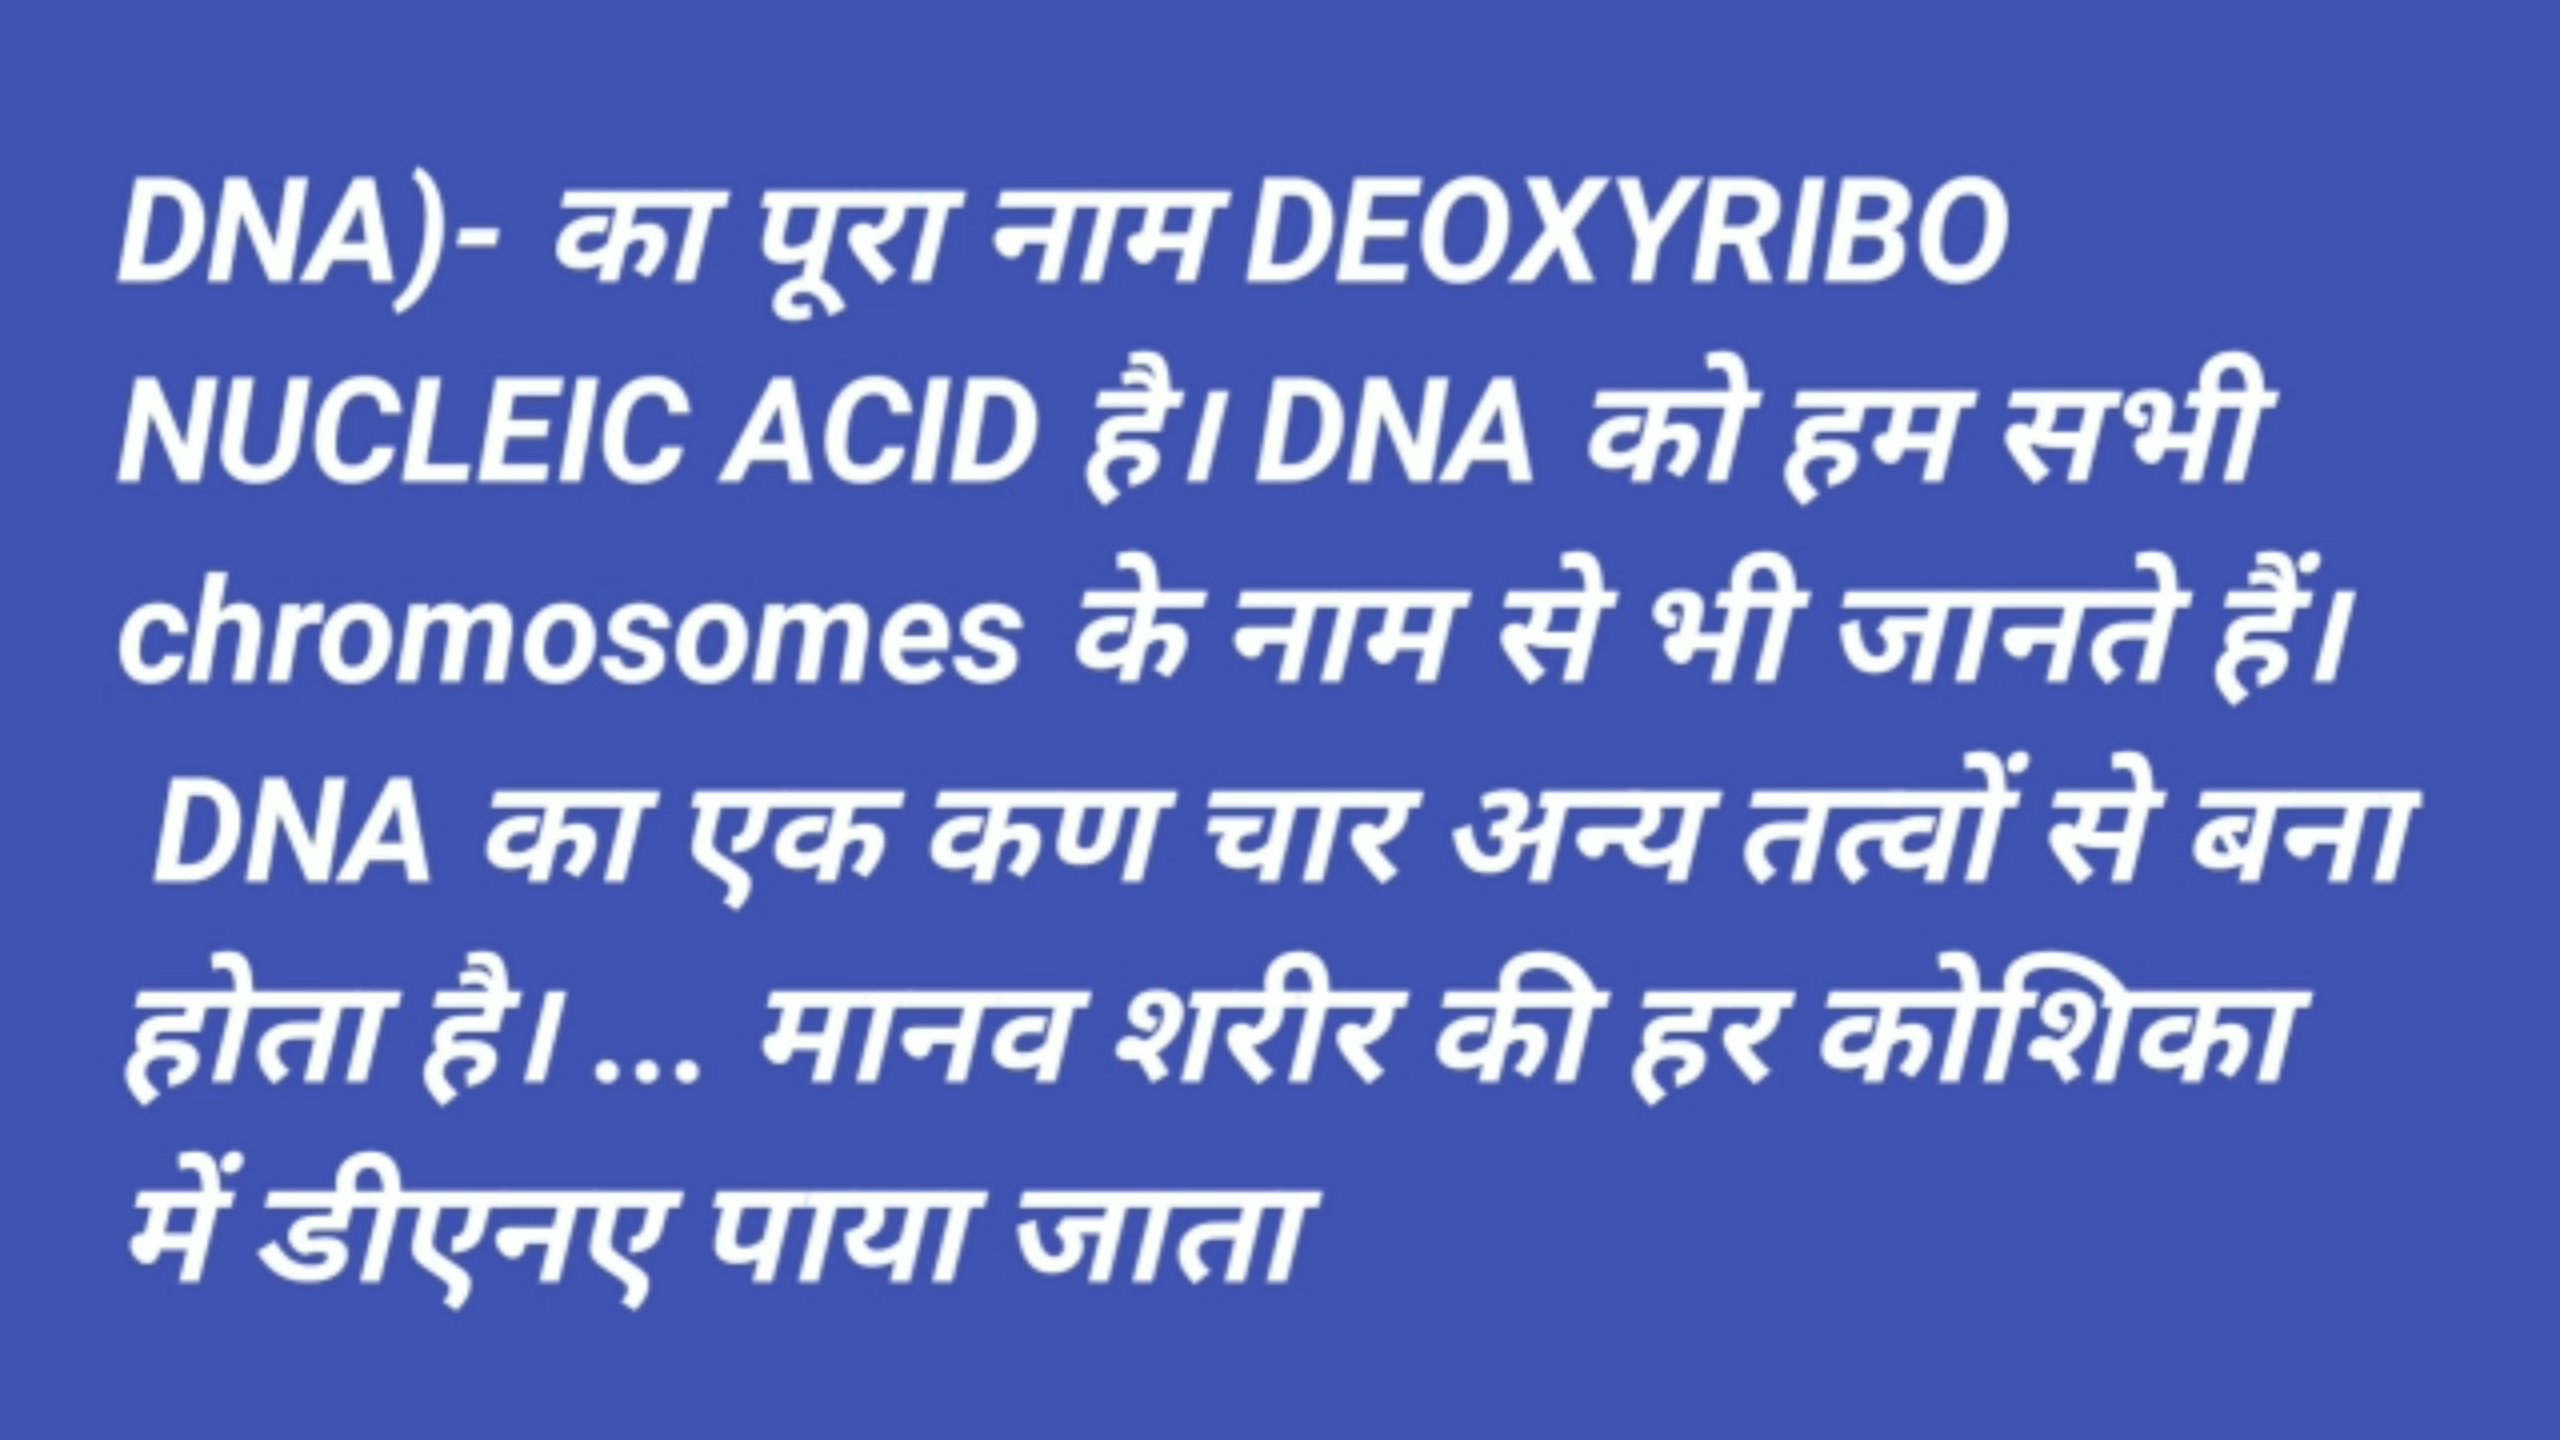 DNA)- का पूरा नाम DEOXYRIBO
NUCLEIC ACID है। DNA को हम सभी
chromosomes के नाम से भी जानते हैं।
DNA का एक कण चार अन्य तत्वों से बना
होता है। ... मानव शरीर की हर कोशिका
में डीएनए पाया जाता